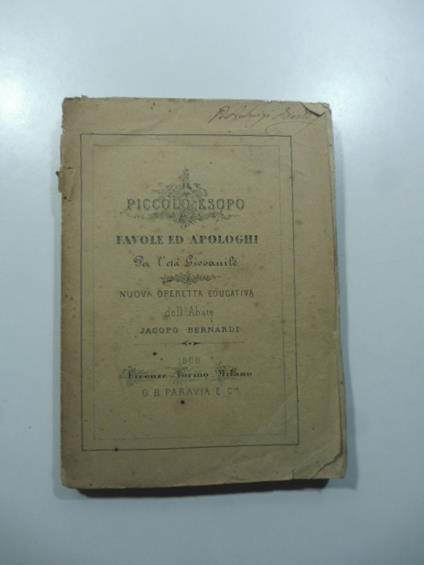 PICCOLO ESOPO
FAVOLE ED APOLOGHI
Per l'età Giovanile
NUOVA OPERETTA EDUCATIVA
dell'Abate
JACOPO BERNARDI
Firenze Torino Milano
G. B. PARAVIA E C.